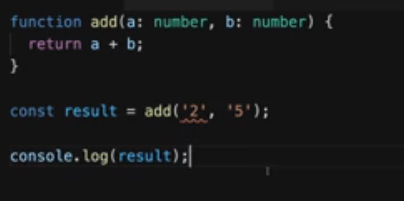 function add(a: number, b: number) {
return a + b;
}
const result = add('2', '5');
console.log(result);